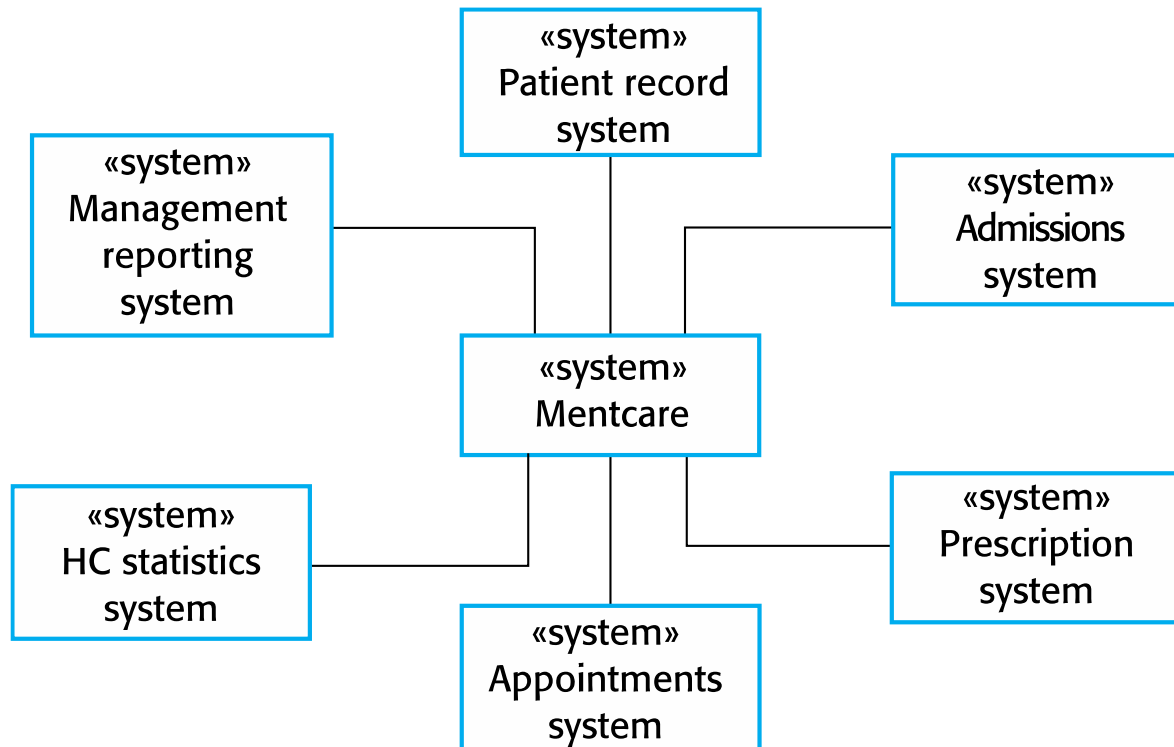 «system»
Patient record
system
«system»
Management
reporting
system
«system»
Admissions
system
«system»
Mentcare
«system»
HC statistics
system
«system»
Prescription
system
«system»
Appointments
system